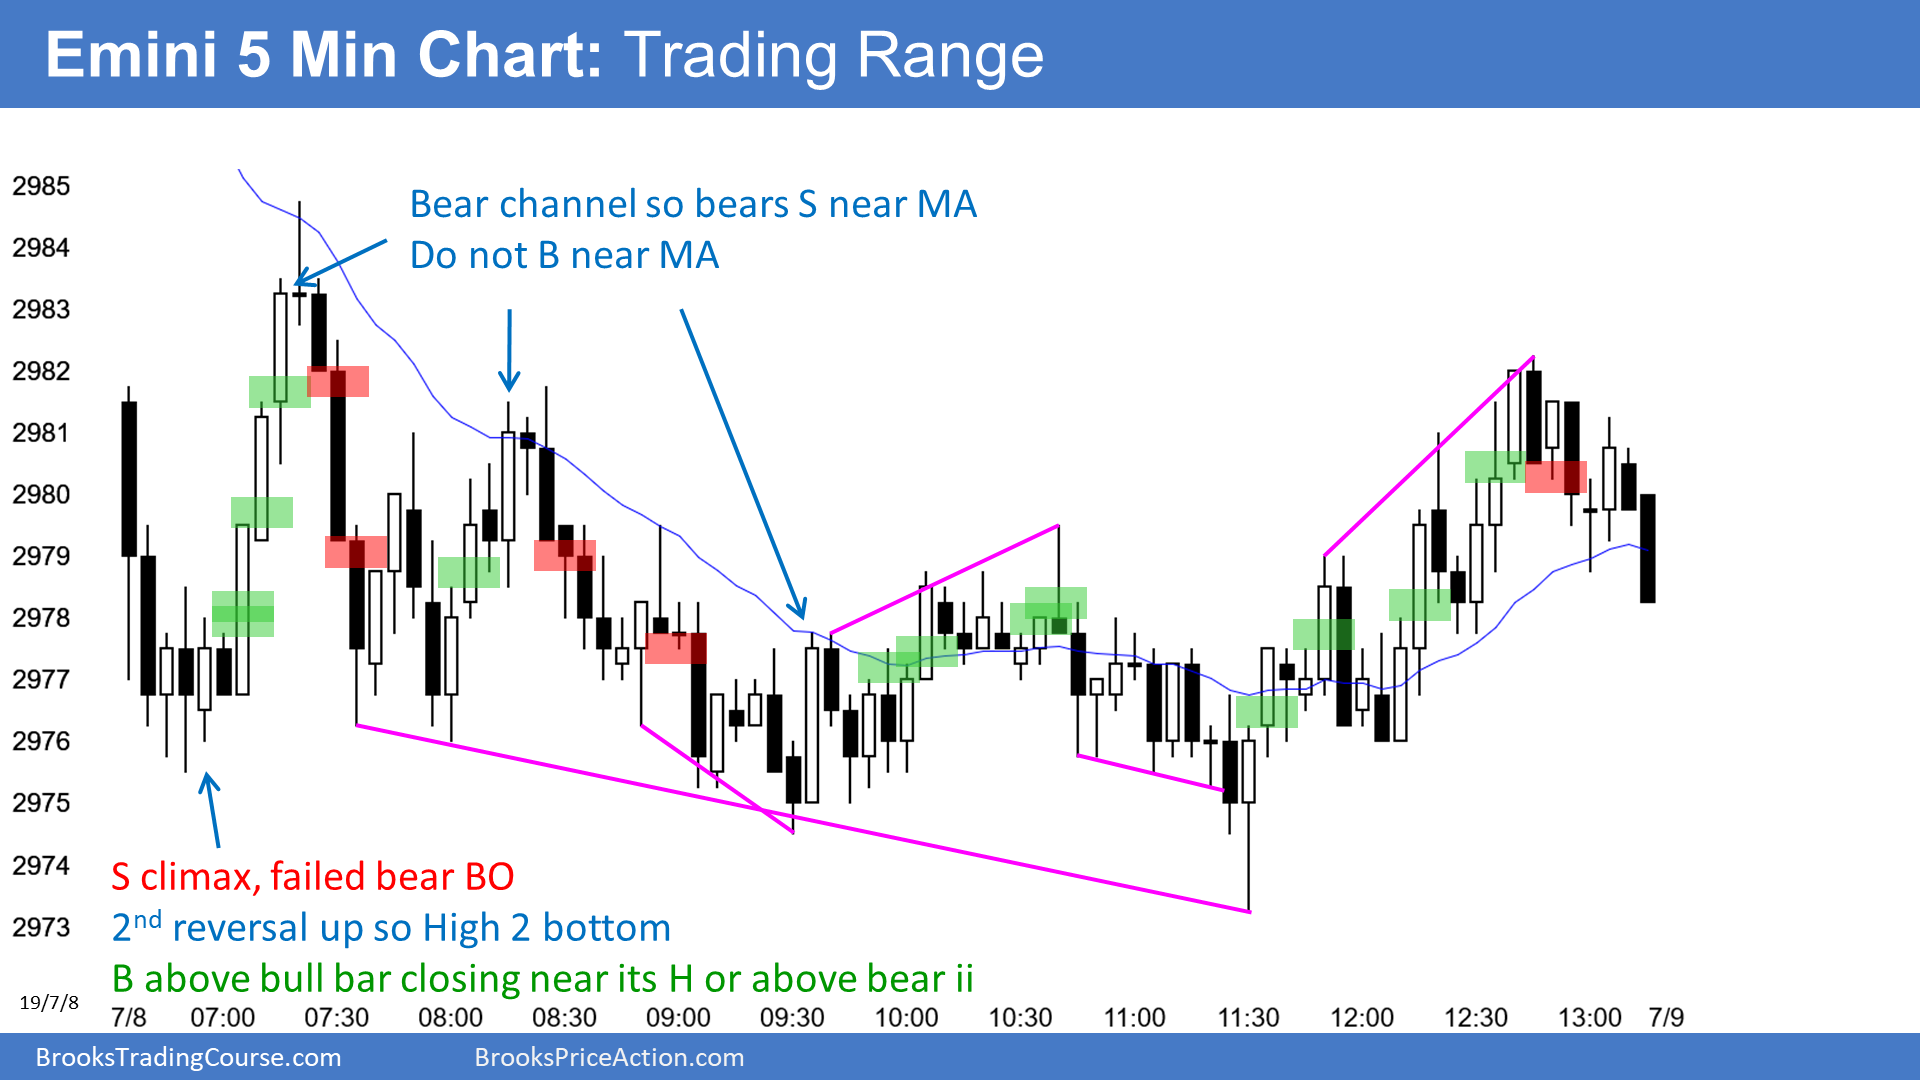 Emini 5 Min Chart: Trading Range
Bear channel so bears S near MA
Do not B near MA
2985
2984
2983
2982
2981
2980
2979
2978
2977
2976
2975
2974
2973
S climax, failed bear BO
2nd reversal up so High 2 bottom
B above bull bar closing near its H or above bear ii
19/7/8
7/8 07:00 07:30 08:00 08:30 09:00 09:30 10:00 10:30 11:00 11:30 12:00 12:30 13:00 7/9
BrooksTradingCourse.com BrooksPriceAction.com